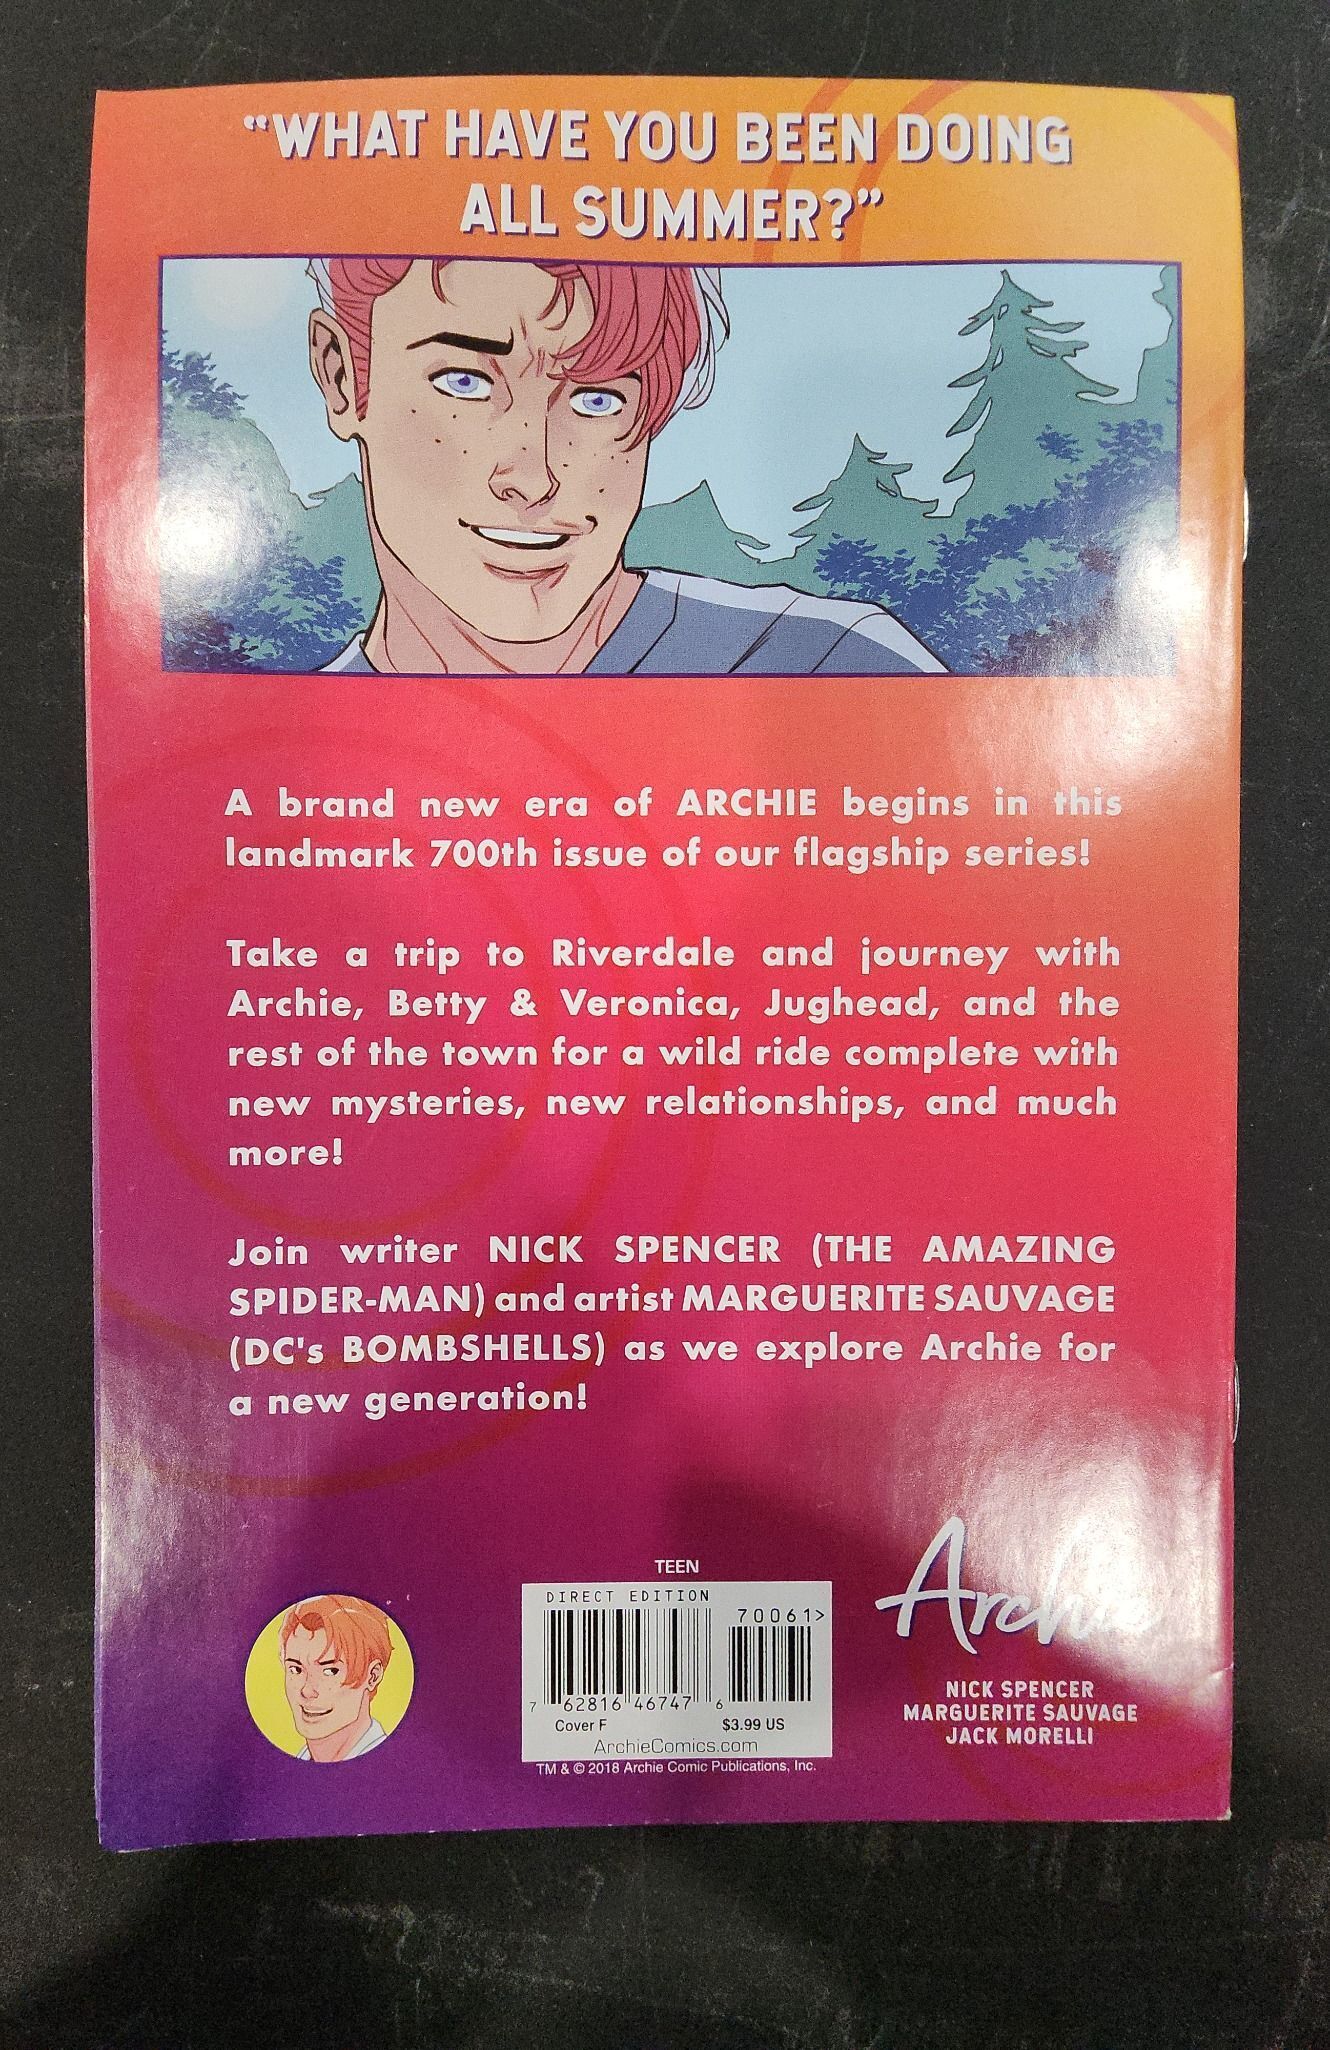 “WHAT HAVE YOU BEEN DOING
ALL SUMMER?”
A brand new era of ARCHIE begins in this
landmark 700th issue of our flagship series!
Take a trip to Riverdale and journey with
Archie, Betty & Veronica, Jughead, and the
rest of the town for a wild ride complete with
new mysteries, new relationships, and much
more!
Join writer NICK SPENCER (THE AMAZING
SPIDER-MAN) and artist MARGUERITE SAUVAGE
(DC's BOMBSHELLS) as we explore Archie for
a new generation!
TEEN
DIRECT EDITION
70061>
7 62816 46747 6
Cover F $3.99 US
ArchieComics.com
TM & © 2018 Archie Comic Publications, Inc.
Archie
NICK SPENCER
MARGUERITE SAUVAGE
JACK MORELLI